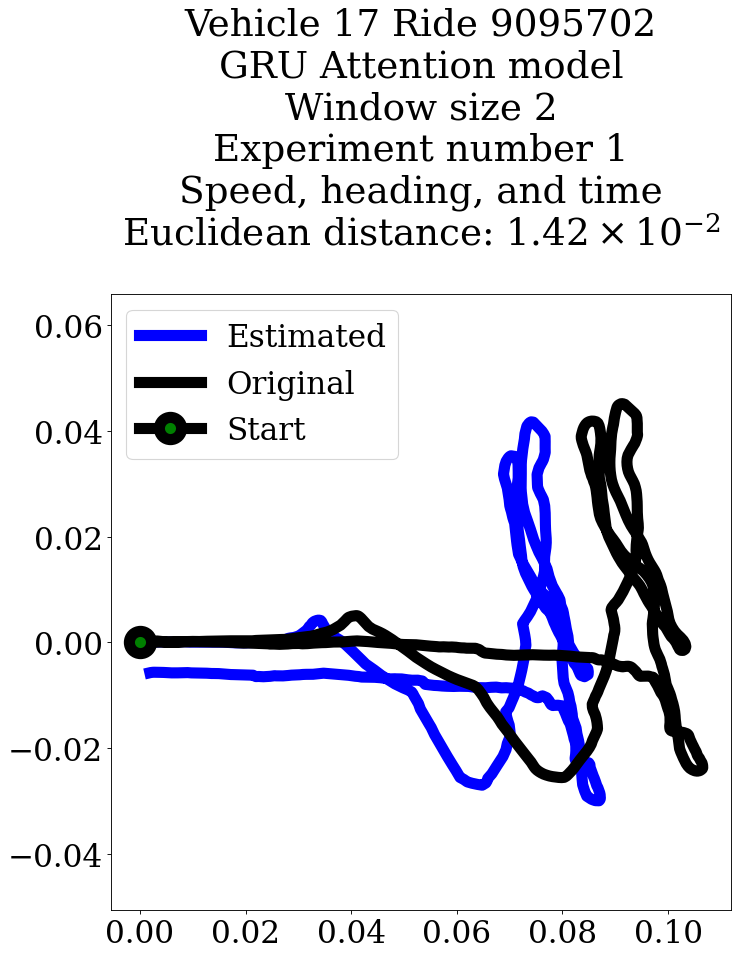 Vehicle 17 Ride 9095702
GRU Attention model
Window size 2
Experiment number 1
Speed, heading, and time
Euclidean distance: 1.42 × 10⁻²
Estimated
Original
Start
0.06
0.04
0.02
0.00
−0.02
−0.04
0.00 0.02 0.04 0.06 0.08 0.10